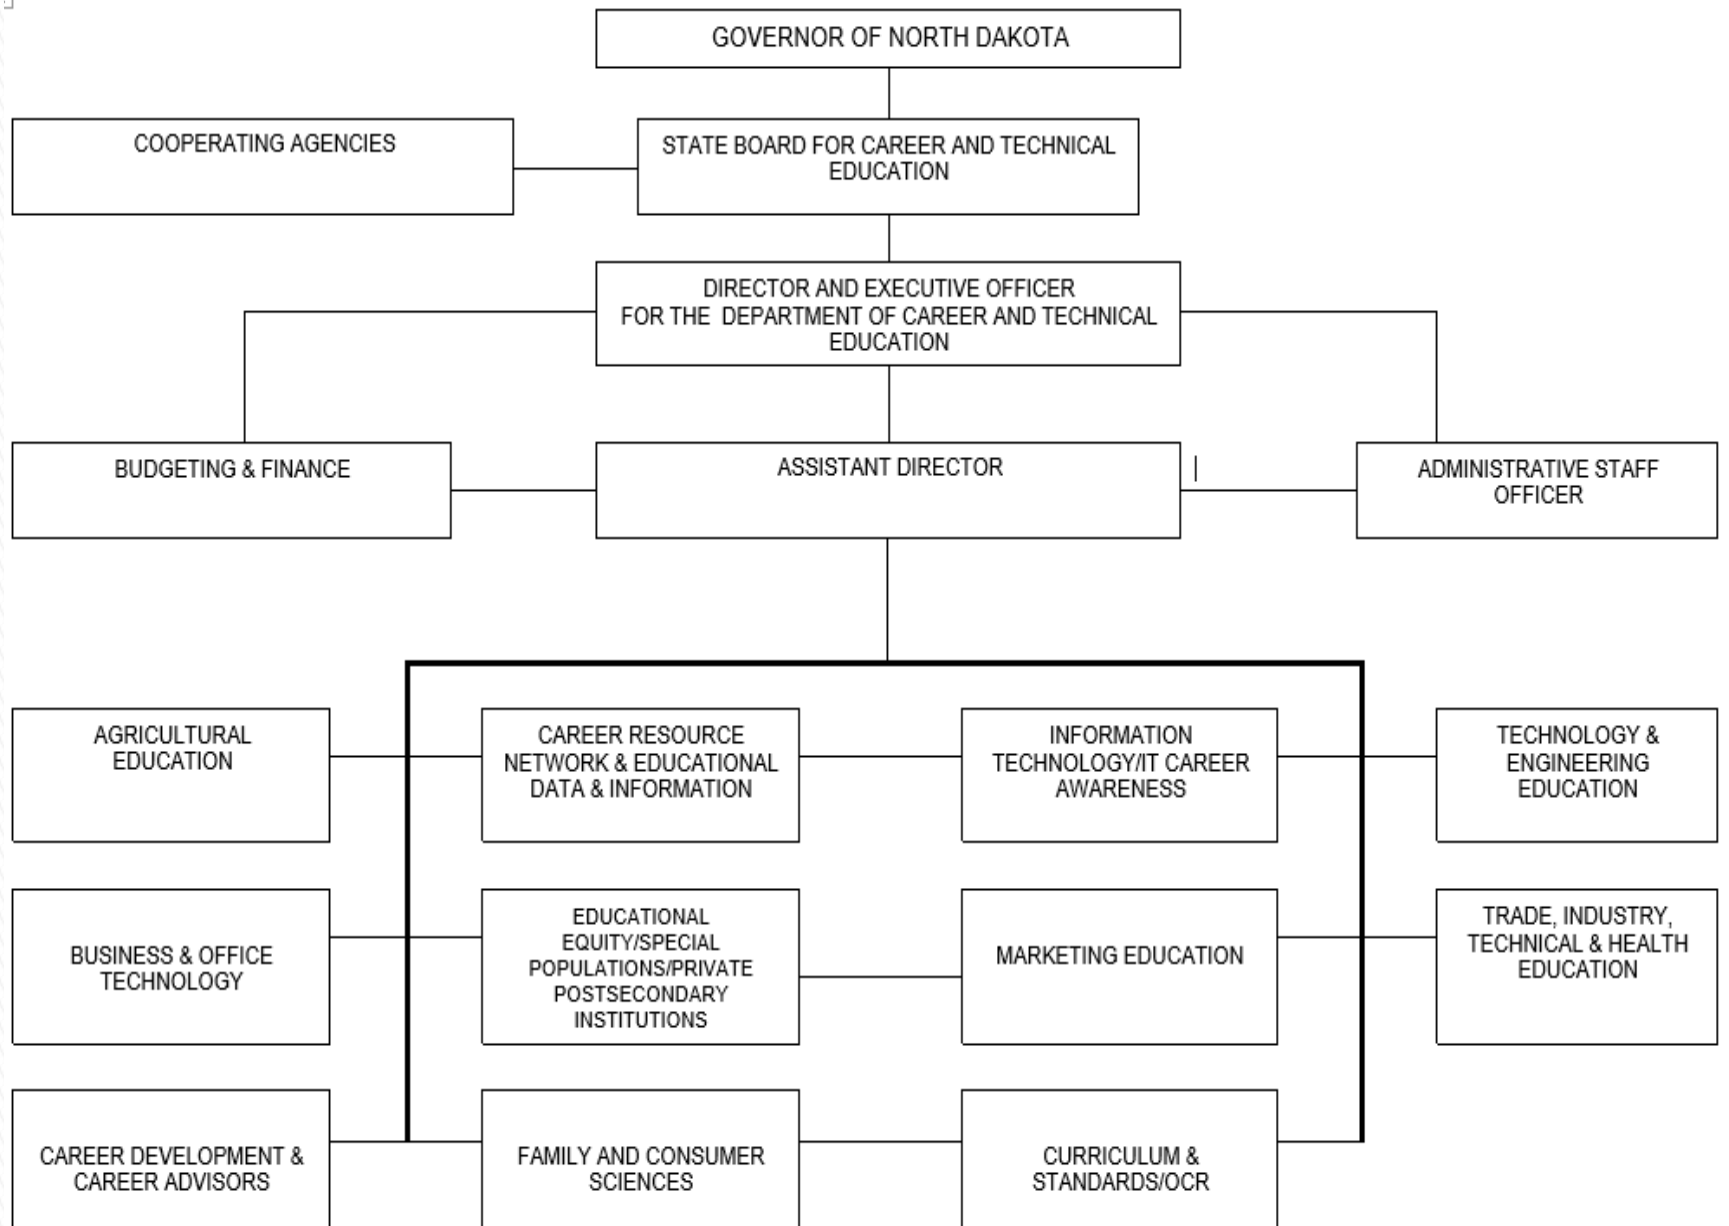 GOVERNOR OF NORTH DAKOTA
COOPERATING AGENCIES
STATE BOARD FOR CAREER AND TECHNICAL
EDUCATION
DIRECTOR AND EXECUTIVE OFFICER
FOR THE DEPARTMENT OF CAREER AND TECHNICAL
EDUCATION
BUDGETING & FINANCE
ASSISTANT DIRECTOR
ADMINISTRATIVE STAFF
OFFICER
AGRICULTURAL
EDUCATION
CAREER RESOURCE
NETWORK & EDUCATIONAL
DATA & INFORMATION
INFORMATION
TECHNOLOGY/IT CAREER
AWARENESS
TECHNOLOGY &
ENGINEERING
EDUCATION
BUSINESS & OFFICE
TECHNOLOGY
EDUCATIONAL
EQUITY/SPECIAL
POPULATIONS/PRIVATE
POSTSECONDARY
INSTITUTIONS
MARKETING EDUCATION
TRADE, INDUSTRY,
TECHNICAL & HEALTH
EDUCATION
CAREER DEVELOPMENT &
CAREER ADVISORS
FAMILY AND CONSUMER
SCIENCES
CURRICULUM &
STANDARDS/OCR